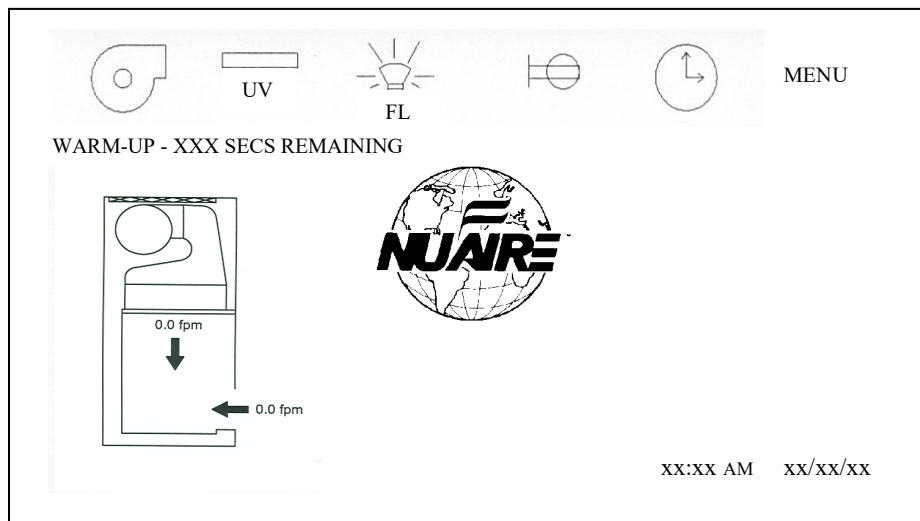 UV
FL
MENU
WARM-UP - XXX SECS REMAINING
NUAIRE
0.0 fpm
0.0 fpm
xx:xx AM xx/xx/xx